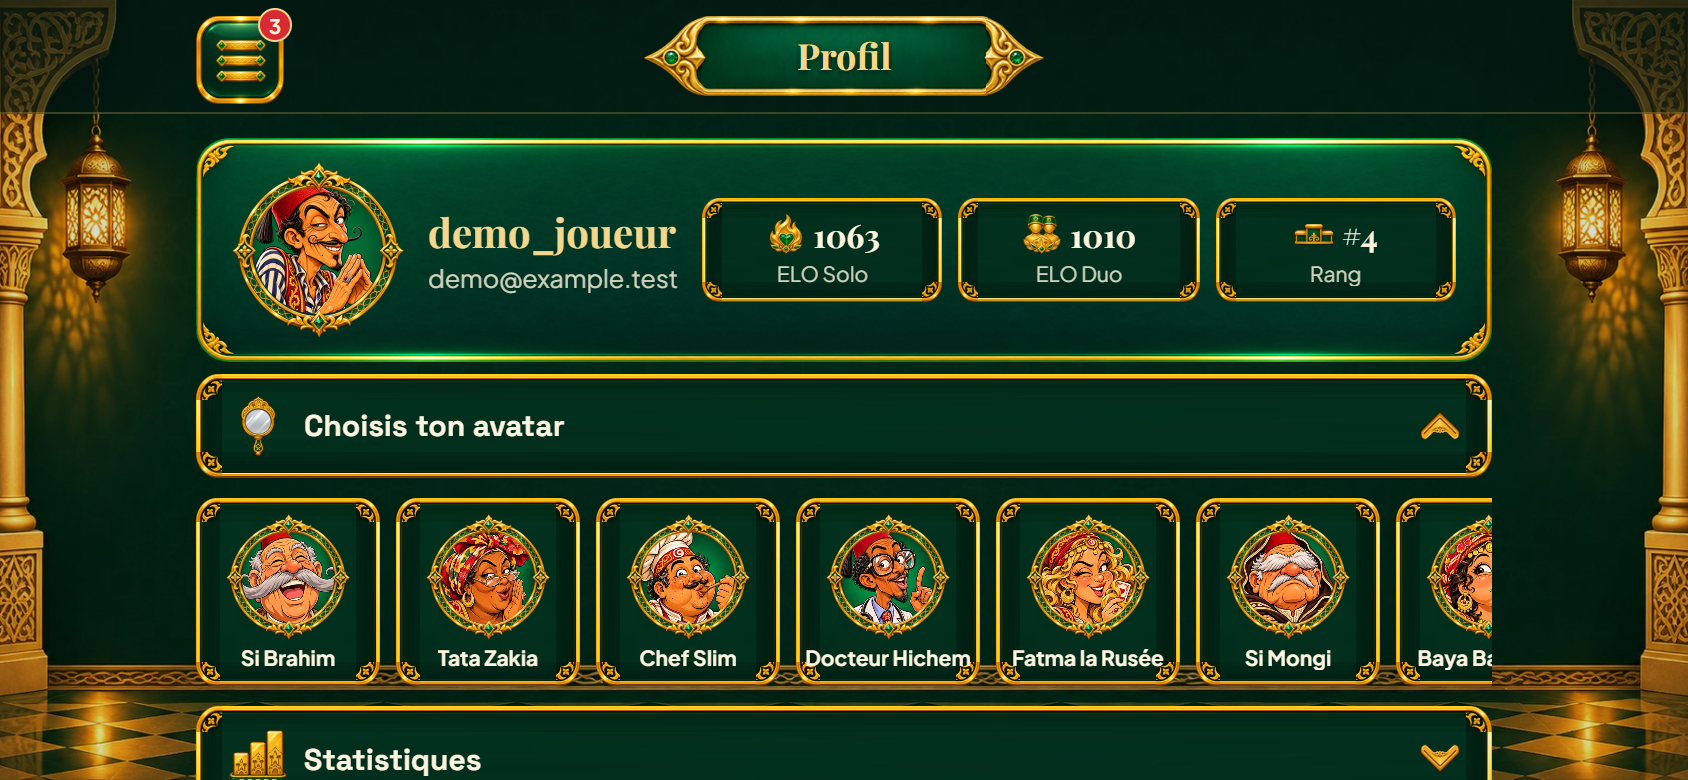 3
Profil
demo_joueur
demo@example.test
1063
ELO Solo
1010
ELO Duo
#4
Rang
Choisis ton avatar
Si Brahim
Tata Zakia
Chef Slim
Docteur Hichem
Fatma la Rusée
Si Mongi
Baya
Statistiques